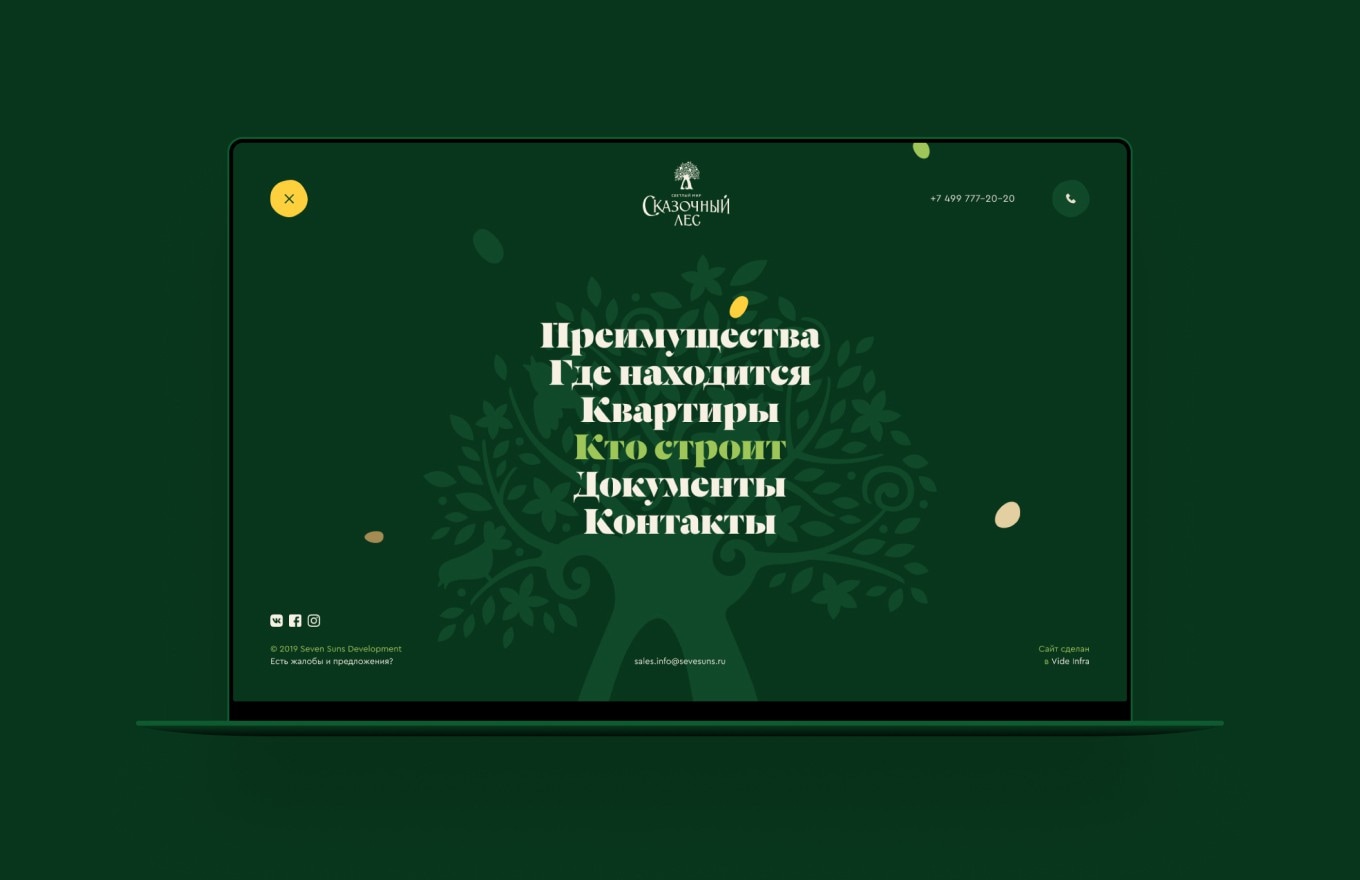 СВЕТЛЫЙ МИР
СКАЗОЧНЫЙ
ЛЕС
+7 499 777-20-20
Преимущества
Где находится
Квартиры
Кто строит
Документы
Контакты
© 2019 Seven Suns Development
Есть жалобы и предложения?
sales.info@sevesuns.ru
Сайт сделан
в Vide Infra